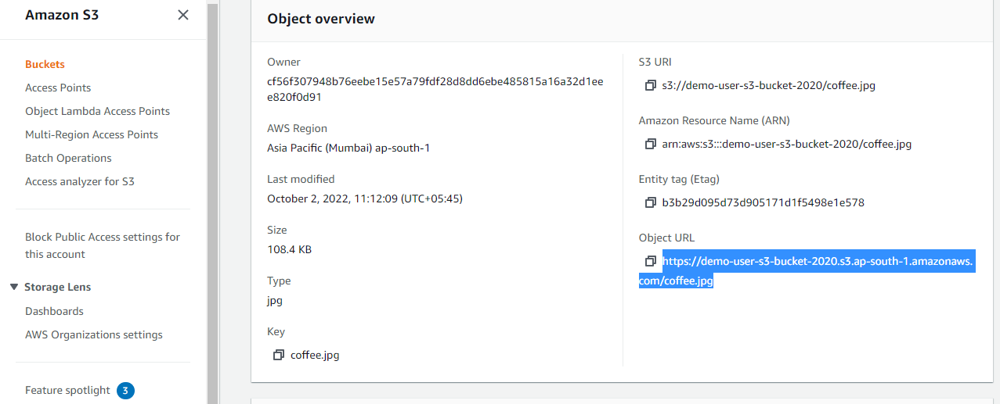 Amazon S3
Buckets
Access Points
Object Lambda Access Points
Multi-Region Access Points
Batch Operations
Access analyzer for S3
Block Public Access settings for
this account
Storage Lens
Dashboards
AWS Organizations settings
Feature spotlight 3
Object overview
Owner
cf56f307948b76eebe15e57a79fdf28d8dd6ebe485815a16a32d1ee
e820f0d91
AWS Region
Asia Pacific (Mumbai) ap-south-1
Last modified
October 2, 2022, 11:12:09 (UTC+05:45)
Size
108.4 KB
Type
jpg
Key
coffee.jpg
S3 URI
s3://demo-user-s3-bucket-2020/coffee.jpg
Amazon Resource Name (ARN)
arn:aws:s3:::demo-user-s3-bucket-2020/coffee.jpg
Entity tag (Etag)
b3b29d095d73d905171d1f5498e1e578
Object URL
https://demo-user-s3-bucket-2020.s3.ap-south-1.amazonaws.
com/coffee.jpg